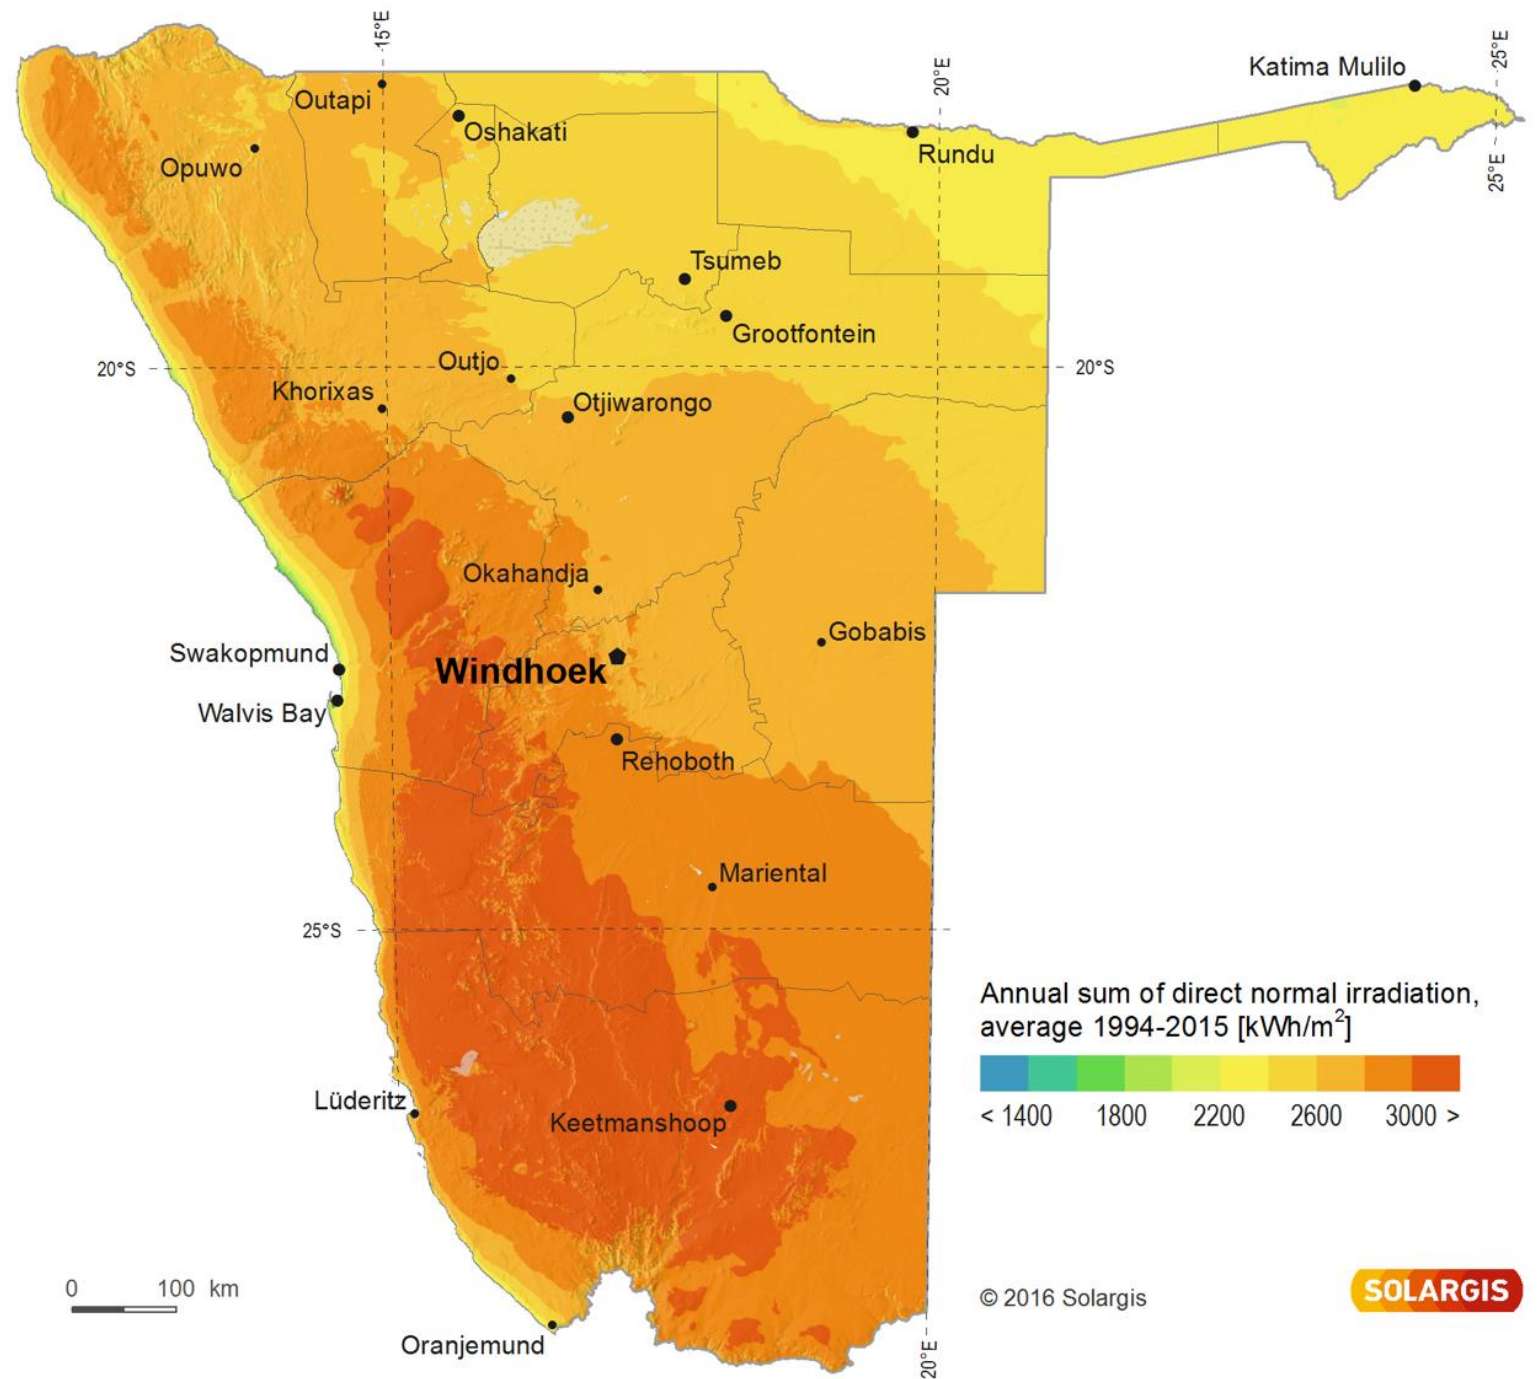 15°E
20°E
25°E
Katima Mulilo
Outapi
Oshakati
Rundu
Opuwo
25°E
Tsumeb
Grootfontein
20°S
20°S
Outjo
Khorixas
Otjiwarongo
Okahandja
Gobabis
Swakopmund
Windhoek
Walvis Bay
Rehoboth
Mariental
25°S
Annual sum of direct normal irradiation,
average 1994-2015 [kWh/m²]
< 1400 1800 2200 2600 3000 >
Lüderitz
Keetmanshoop
0 100 km
© 2016 Solargis
SOLARGIS
Oranjemund
20°E